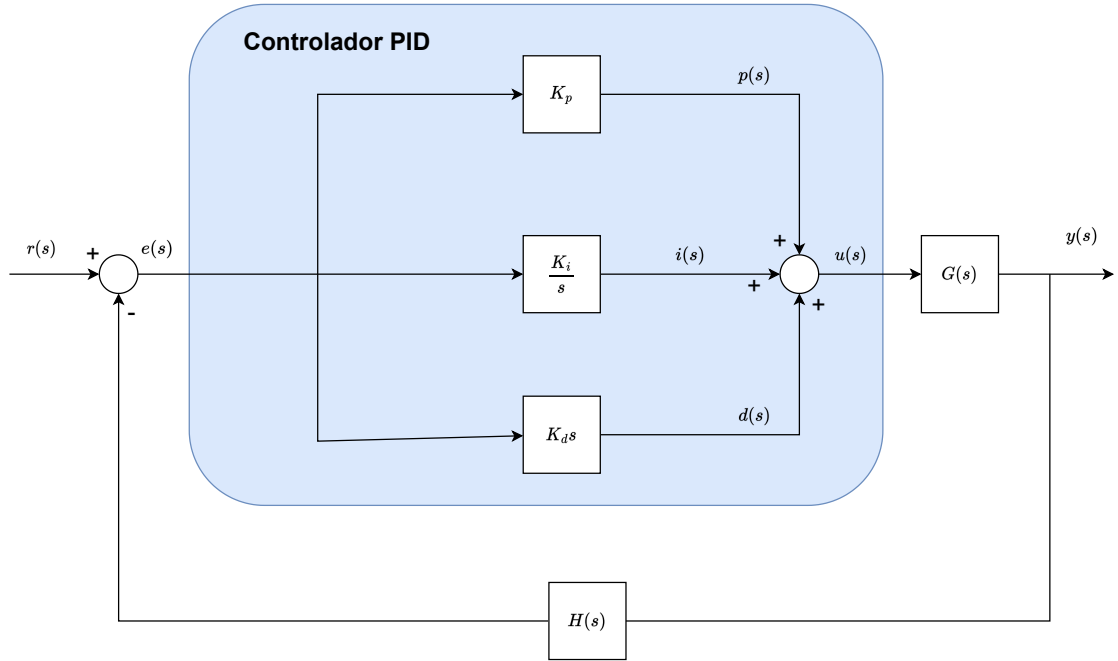 Controlador PID
p(s)
K_p
r(s)
+
e(s)
-
K_i
s
i(s)
+
+
+
u(s)
G(s)
y(s)
d(s)
K_d s
H(s)